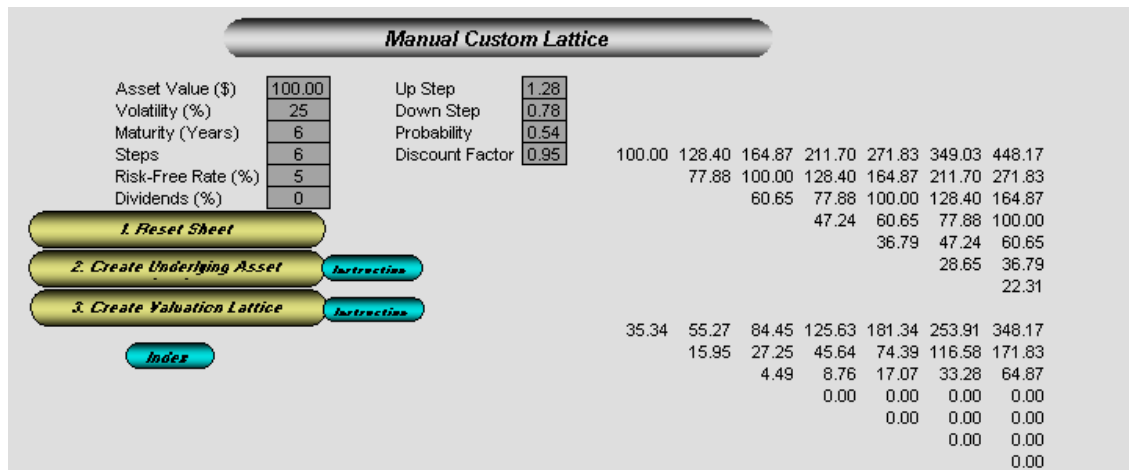 Manual Custom Lattice
Asset Value ($) 100.00 Up Step 1.28
Volatility (%) 25 Down Step 0.78
Maturity (Years) 6 Probability 0.54
Steps 6 Discount Factor 0.95 100.00 128.40 164.87 211.70 271.83 349.03 448.17
Risk-Free Rate (%) 5 77.88 100.00 128.40 164.87 211.70 271.83
Dividends (%) 0 60.65 77.88 100.00 128.40 164.87
1. Reset Sheet 47.24 60.65 77.88 100.00
36.79 47.24 60.65
2. Create Underlying Asset Instruction 28.65 36.79
22.31
3. Create Valuation Lattice Instruction
35.34 55.27 84.45 125.63 181.34 253.91 348.17
Index 15.95 27.25 45.64 74.39 116.58 171.83
4.49 8.76 17.07 33.28 64.87
0.00 0.00 0.00 0.00
0.00 0.00 0.00
0.00 0.00
0.00